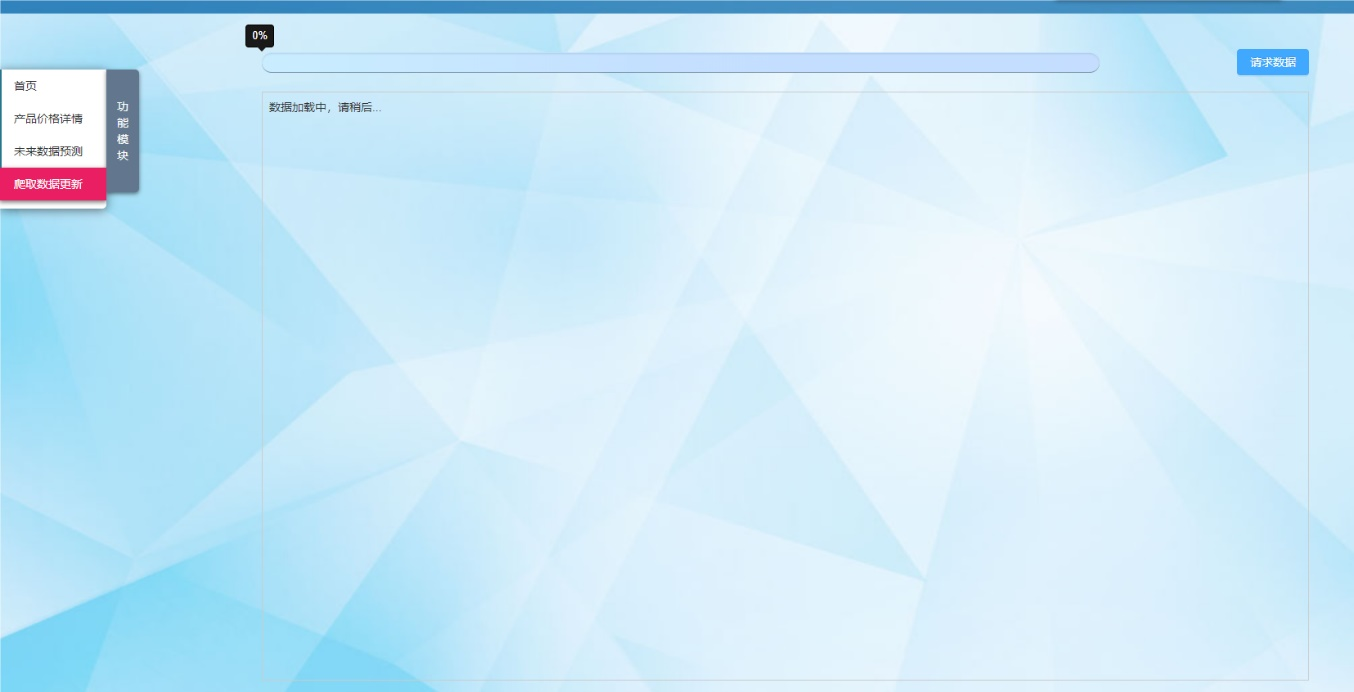 0%
请求数据
首页
产品价格详情
未来数据预测
爬取数据更新
功能模块
数据加载中，请稍后...